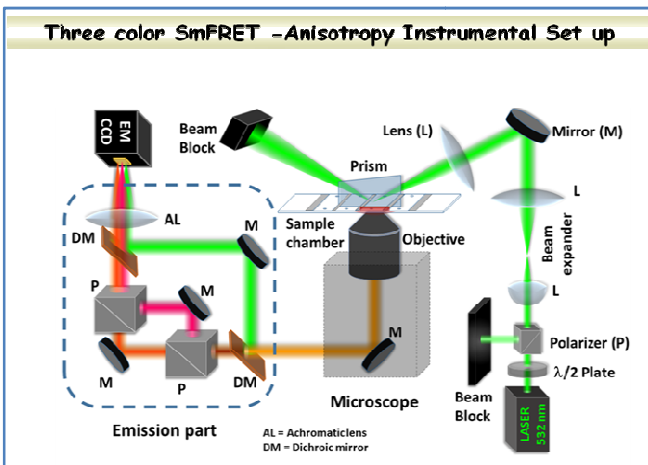 Three color SmFRET –Anisotropy Instrumental Set up
EM
CCD
Beam
Block
Lens (L)
Mirror (M)
Prism
AL
DM
M
L
Sample
chamber
Objective
Beam
expander
P
M
L
M
Polarizer (P)
M
P
DM
λ/2 Plate
Microscope
Beam
Block
LASER
532 nm
Emission part
AL = Achromaticlens
DM = Dichroic mirror